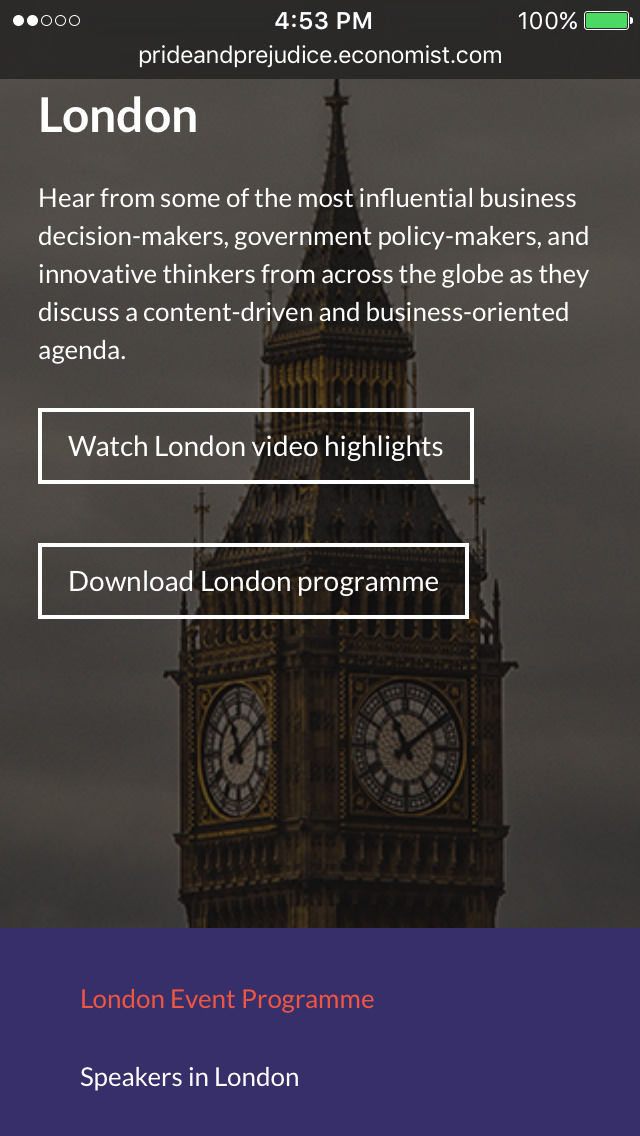 4:53 PM
100%
prideandprejudice.economist.com
London
Hear from some of the most influential business
decision-makers, government policy-makers, and
innovative thinkers from across the globe as they
discuss a content-driven and business-oriented
agenda.
Watch London video highlights
Download London programme
London Event Programme
Speakers in London